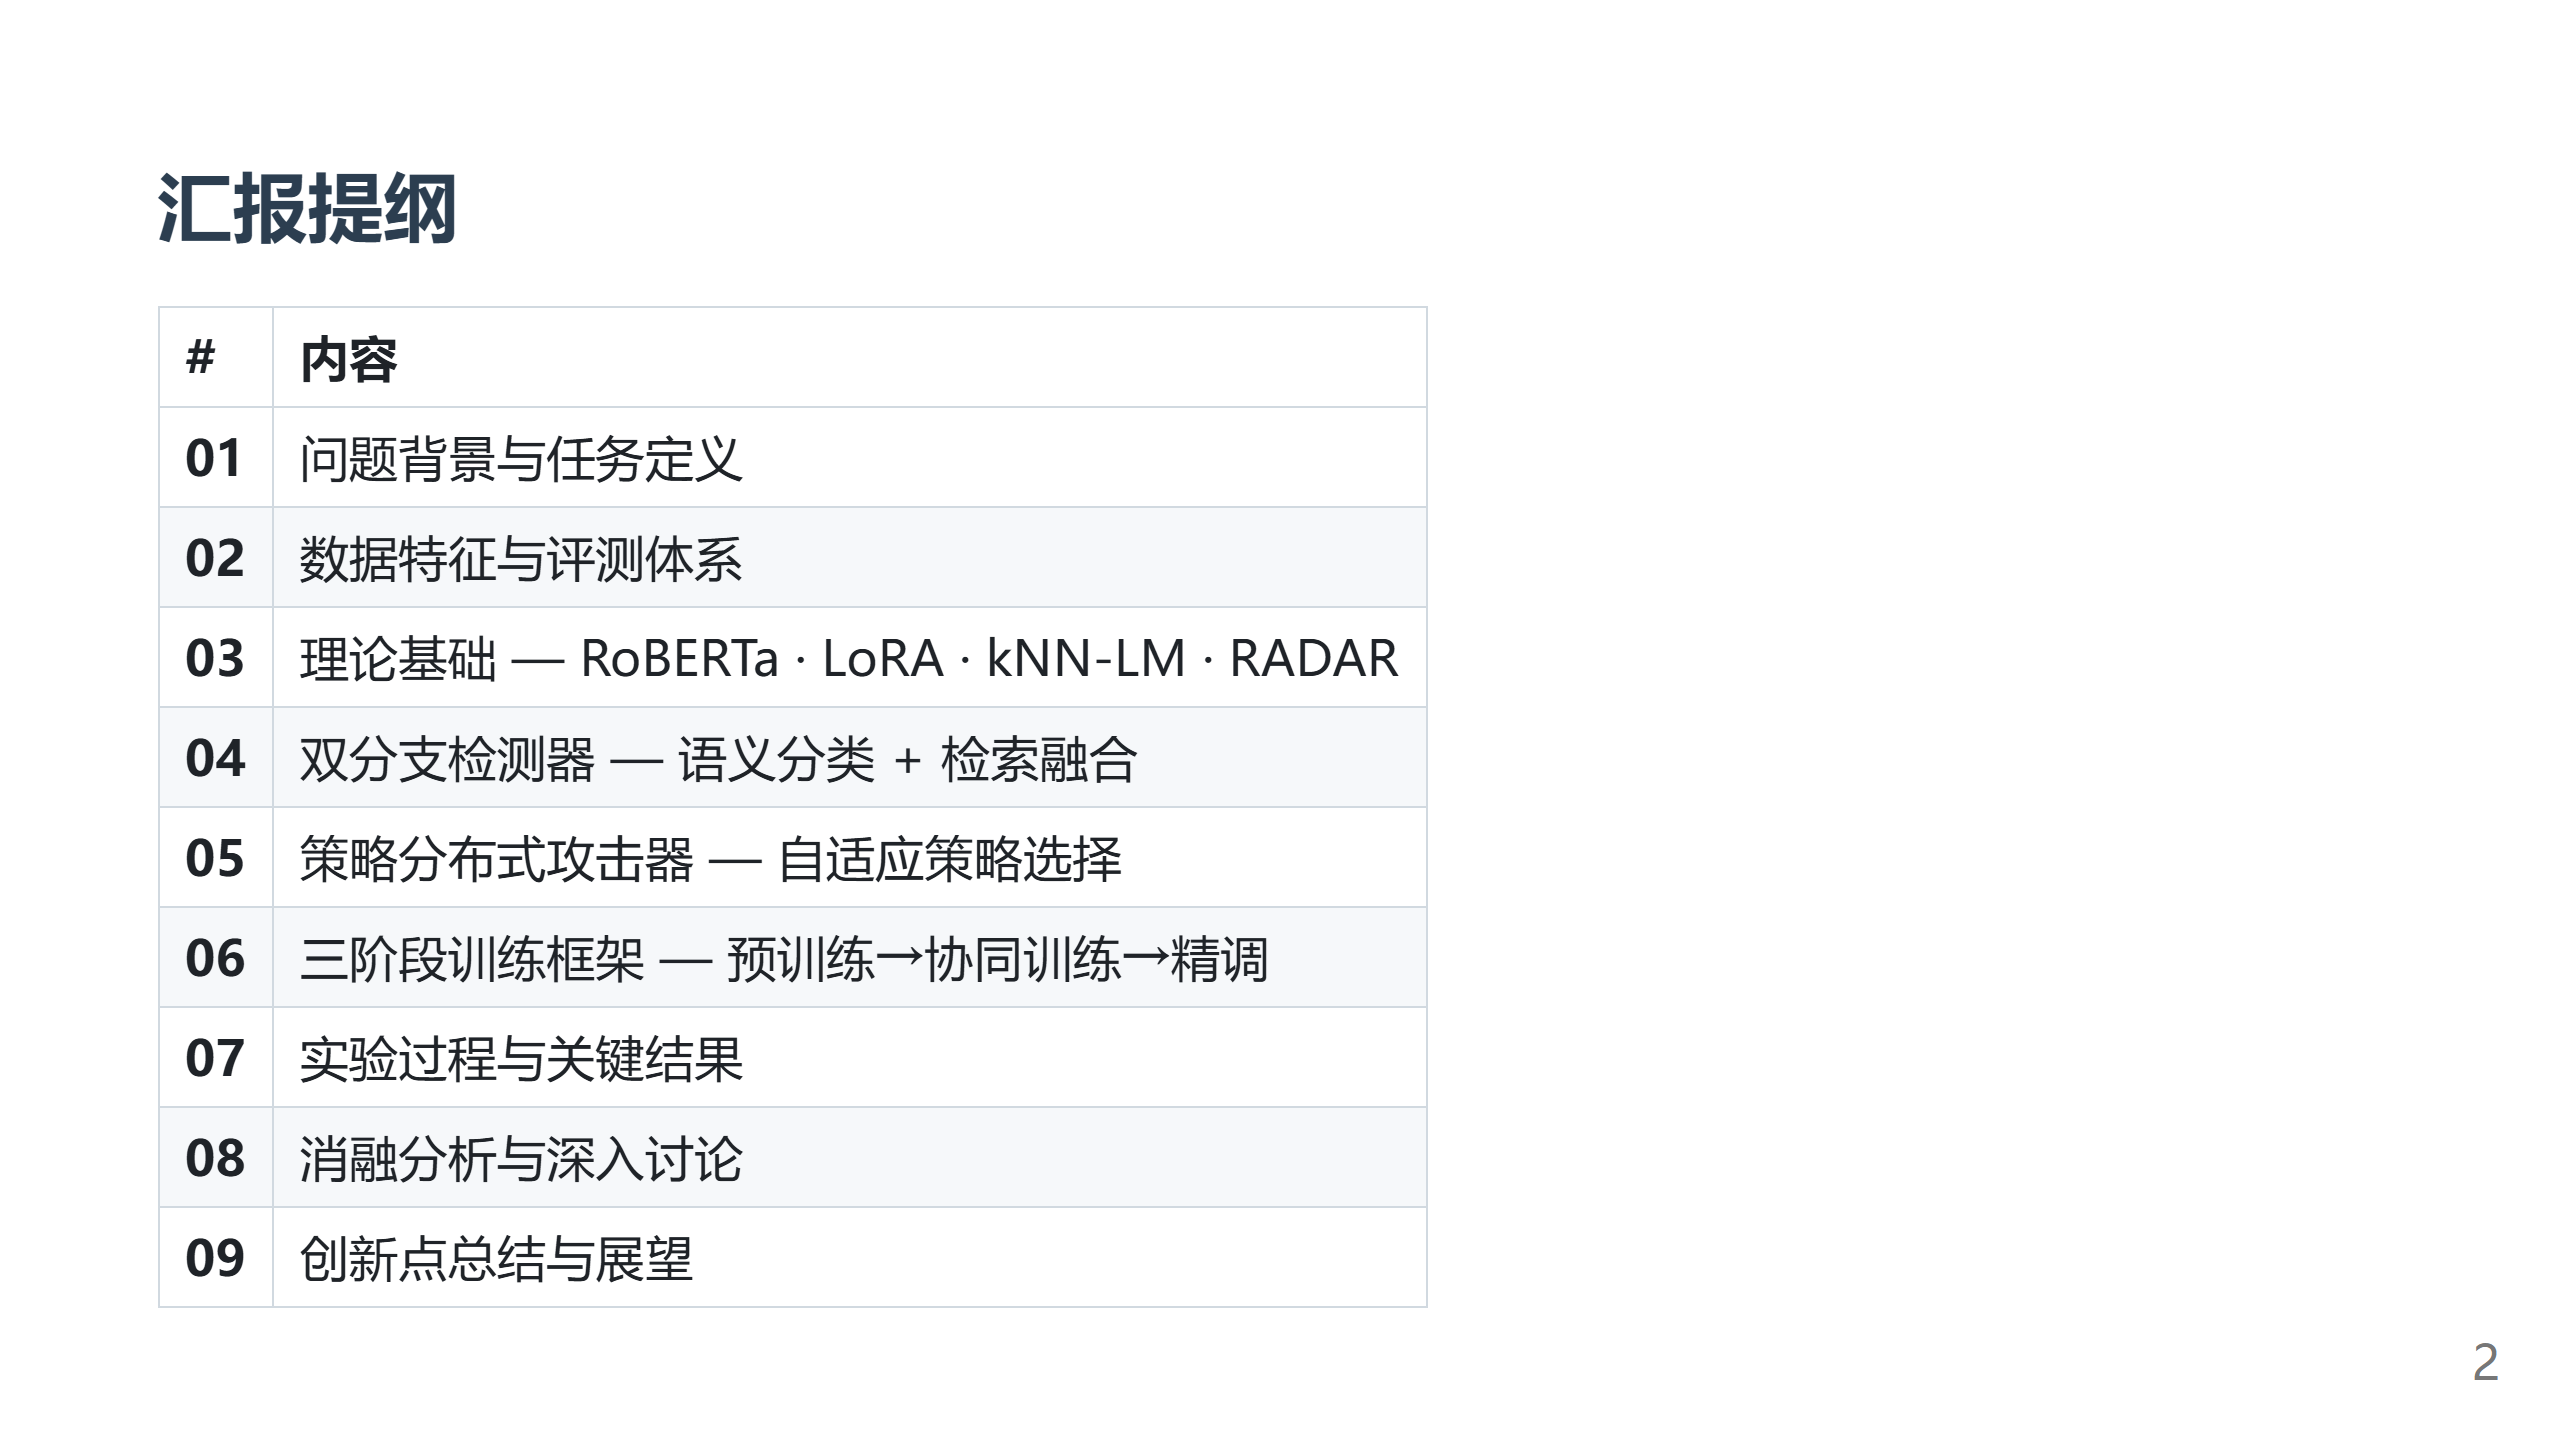 汇报提纲
# 内容
01 问题背景与任务定义
02 数据特征与评测体系
03 理论基础 — RoBERTa · LoRA · kNN-LM · RADAR
04 双分支检测器 — 语义分类 + 检索融合
05 策略分布式攻击器 — 自适应策略选择
06 三阶段训练框架 — 预训练→协同训练→精调
07 实验过程与关键结果
08 消融分析与深入讨论
09 创新点总结与展望
2